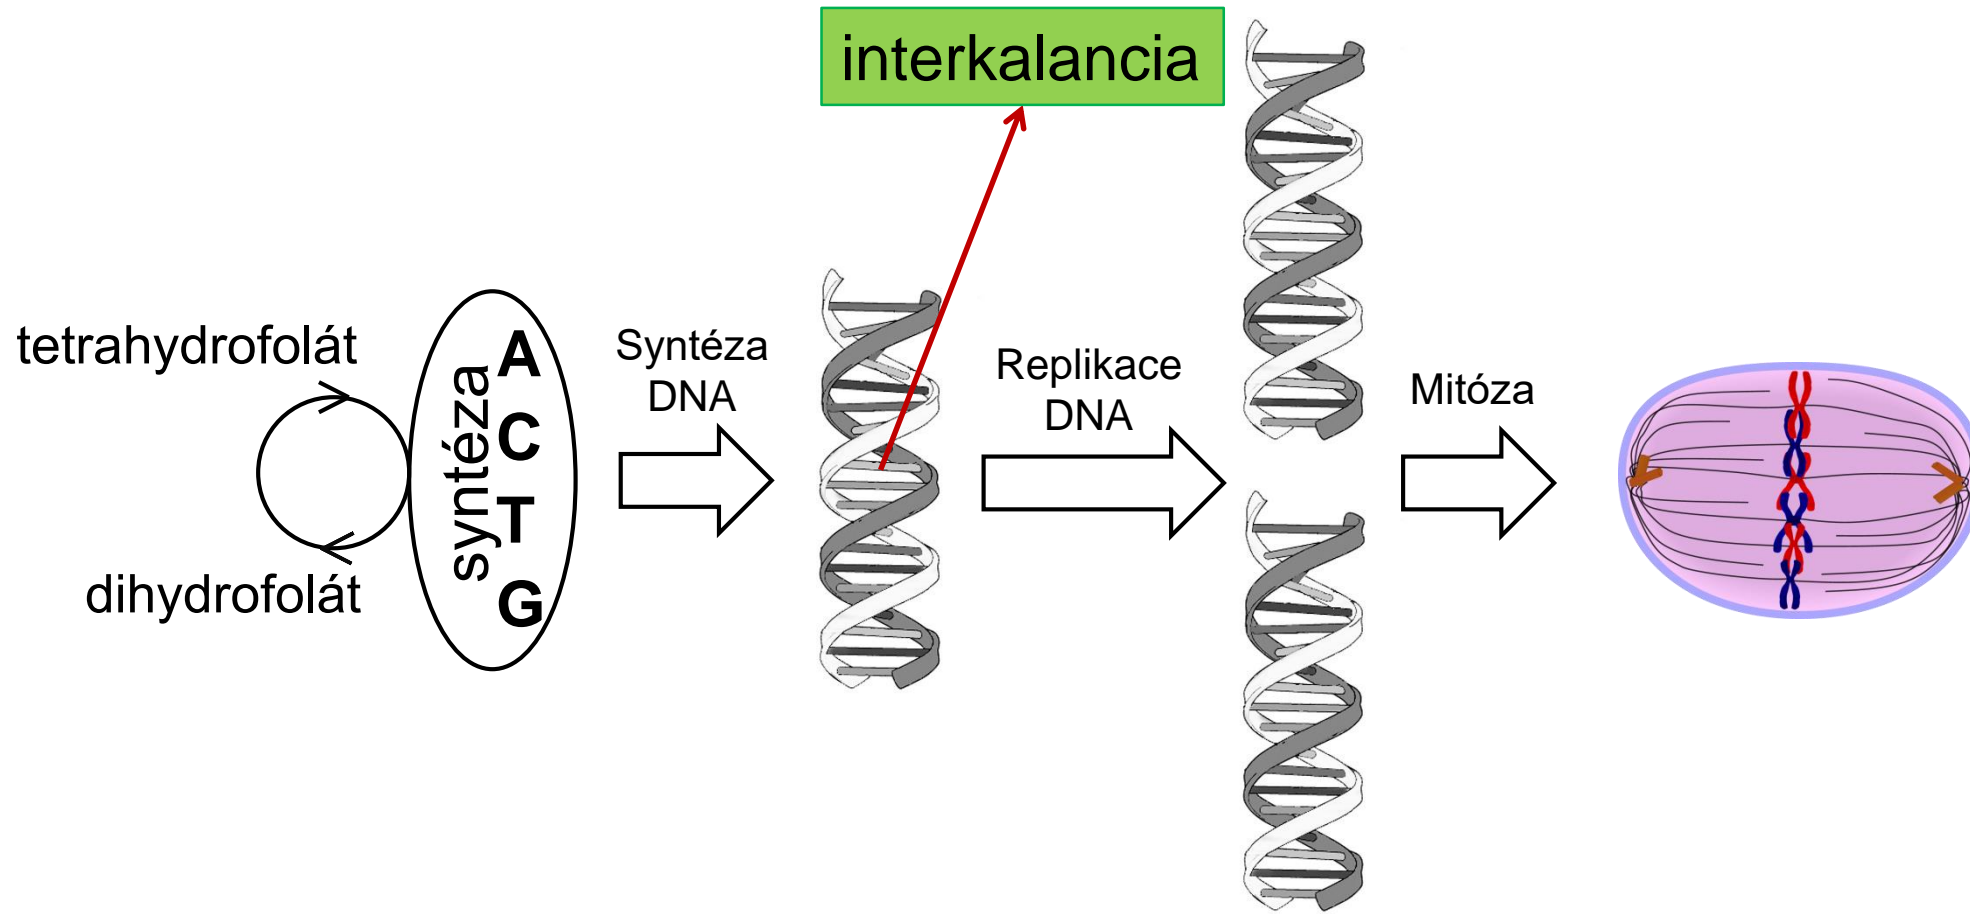 interkalancia
tetrahydrofolát
dihydrofolát
syntéza
A
C
T
G
Syntéza
DNA
Replikace
DNA
Mitóza